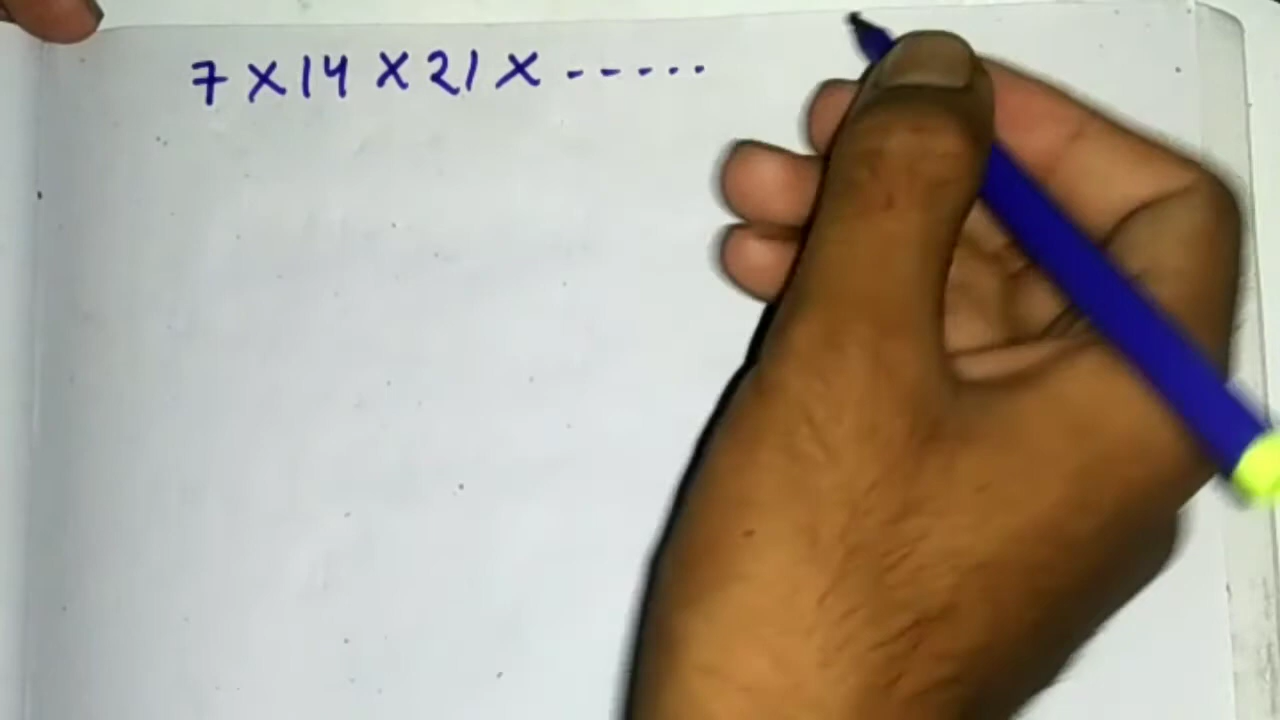 7 × 14 × 21 × -----